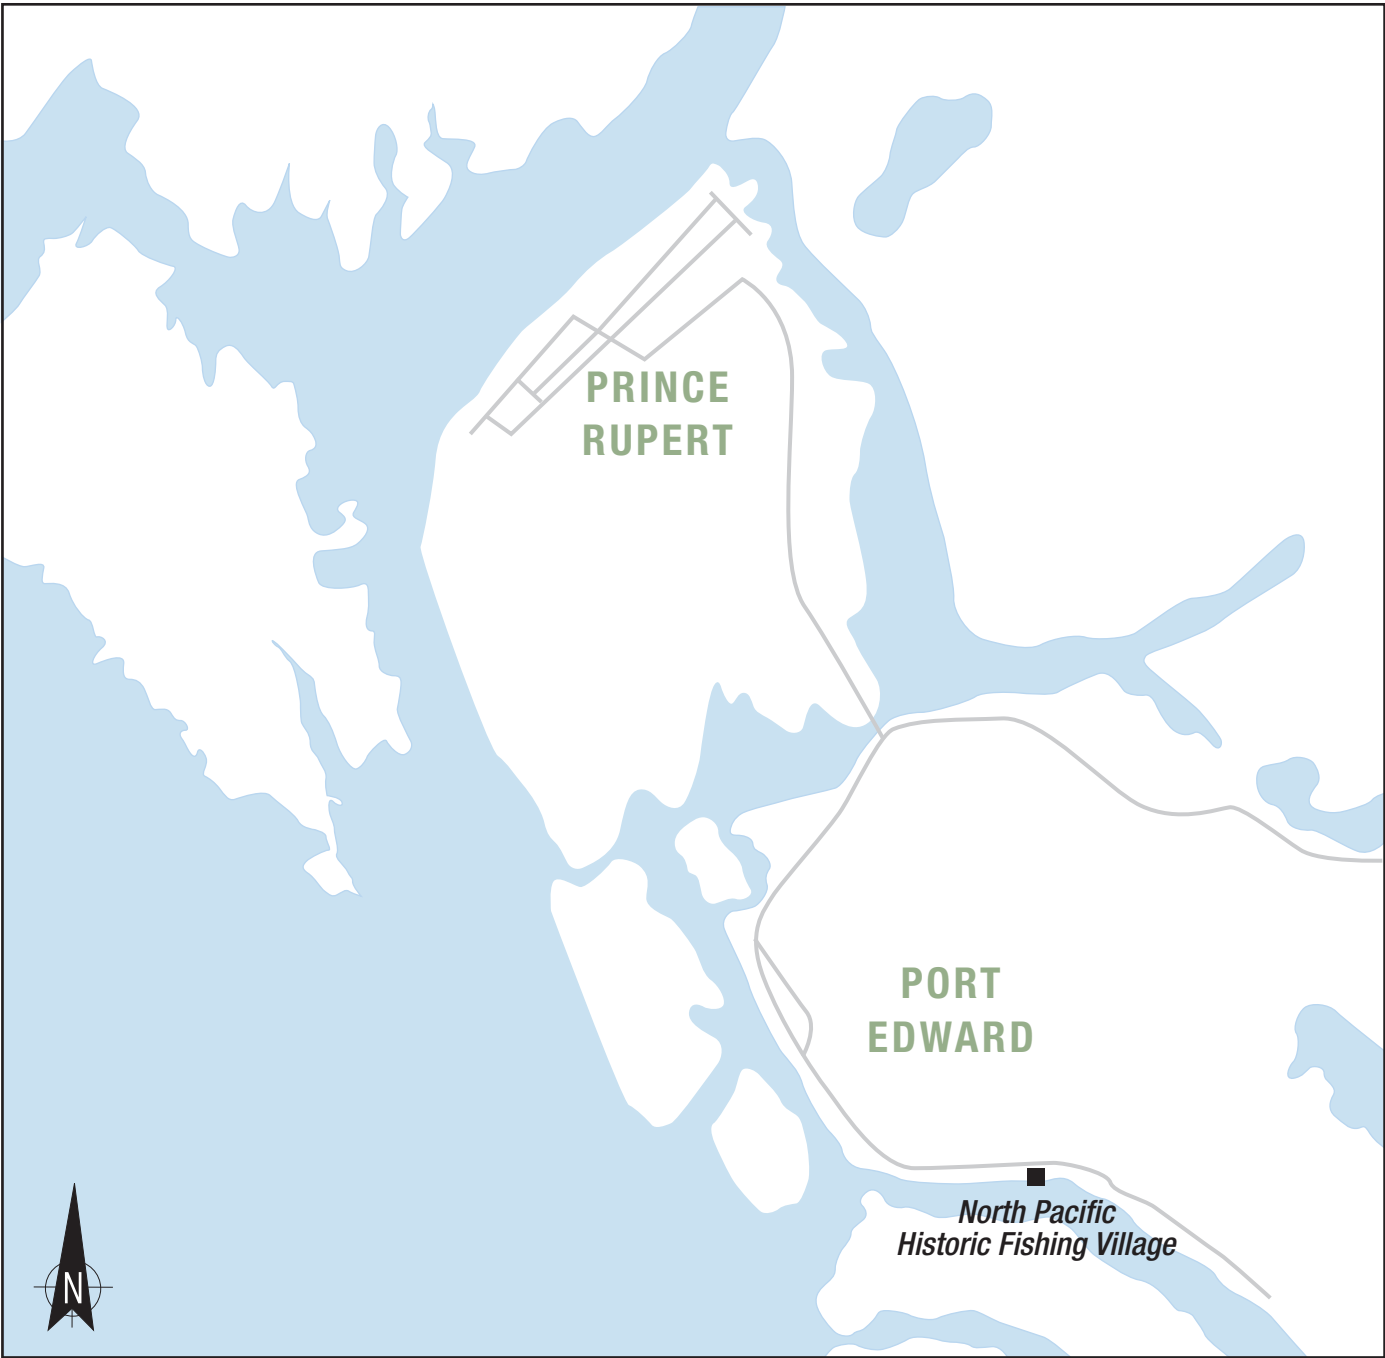 PRINCE
RUPERT
PORT
EDWARD
North Pacific
Historic Fishing Village
N